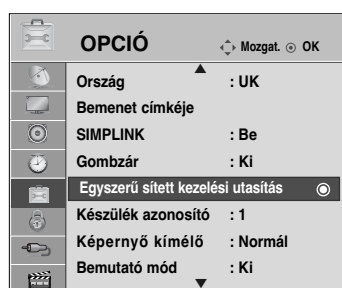 OPCIÓ Mozgat. OK
Ország : UK
Bemenet címkéje
SIMPLINK : Be
Gombzár : Ki
Egyszerű sített kezelési utasítás
Készülék azonosító : 1
Képernyő kímélő : Normál
Bemutató mód : Ki